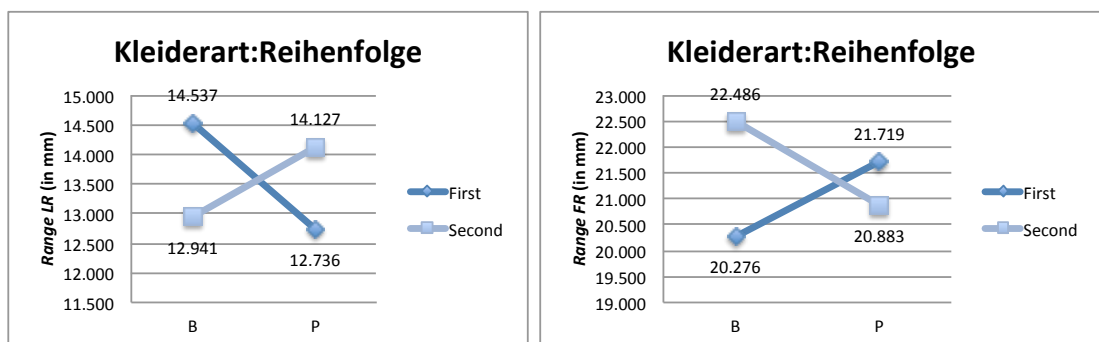 Kleiderart:Reihenfolge
Range LR (in mm)
15.000
14.500
14.000
13.500
13.000
12.500
12.000
11.500
14.537
14.127
12.941
12.736
B P
First
Second
Kleiderart:Reihenfolge
Range FR (in mm)
23.000
22.500
22.000
21.500
21.000
20.500
20.000
19.500
19.000
22.486
21.719
20.883
20.276
B P
First
Second